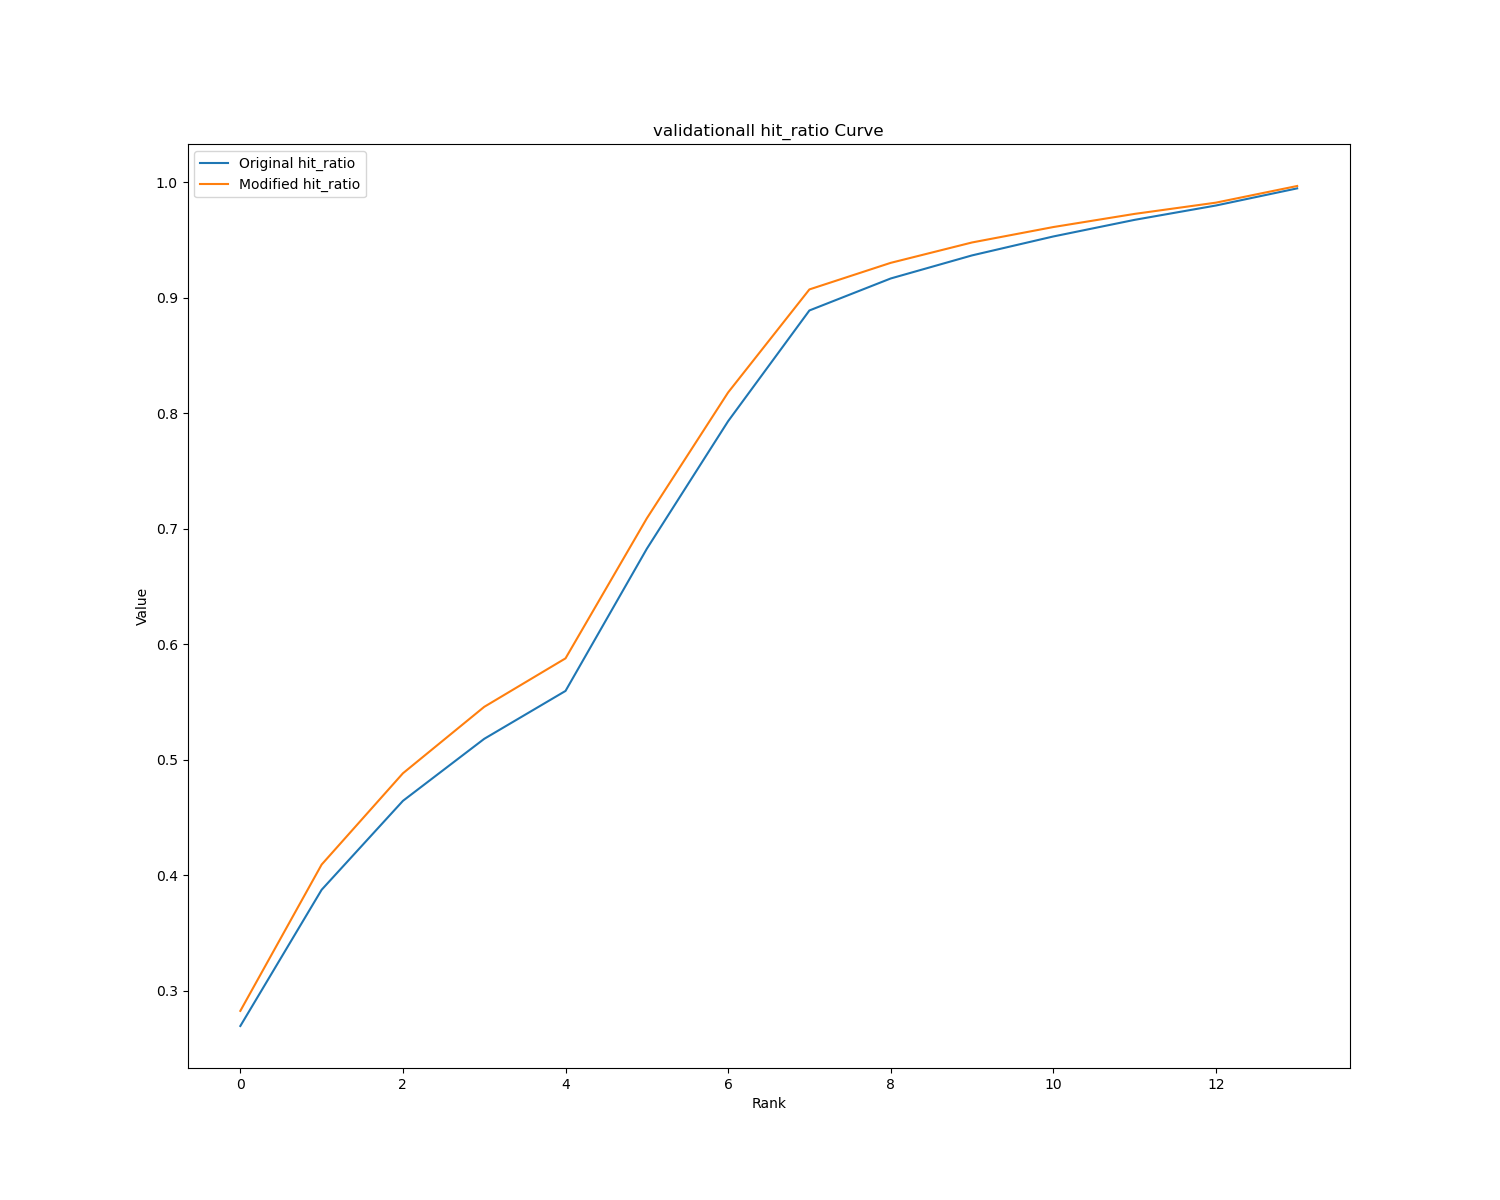 validationall hit_ratio Curve
Original hit_ratio
Modified hit_ratio
1.0
0.9
0.8
0.7
0.6
0.5
0.4
0.3
Value
0 2 4 6 8 10 12
Rank